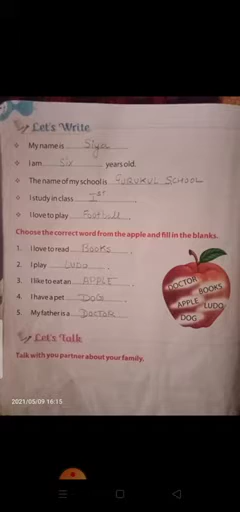 Let's Write
My name is Siya
I am Six years old.
The name of my school is GURUKUL SCHOOL
I study in class Ist.
I love to play Football.
Choose the correct word from the apple and fill in the blanks.
1. I love to read BOOKS.
2. I play LUDO.
3. I like to eat an APPLE.
4. I have a pet DOG.
5. My father is a DOCTOR
DOCTOR
BOOKS
APPLE
LUDO
DOG
Let's Talk
Talk with you partner about your family.
2021/05/09 16:15